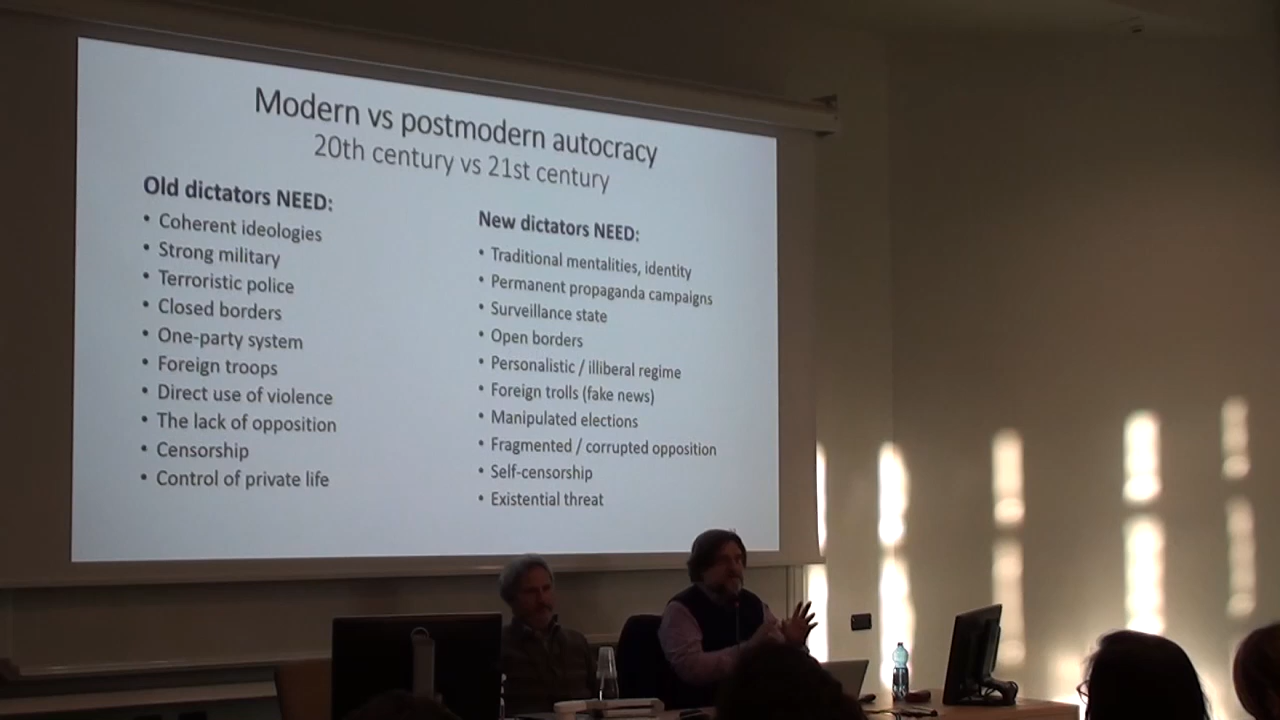 Modern vs postmodern autocracy
20th century vs 21st century
Old dictators NEED:
• Coherent ideologies
• Strong military
• Terroristic police
• Closed borders
• One-party system
• Foreign troops
• Direct use of violence
• The lack of opposition
• Censorship
• Control of private life
New dictators NEED:
• Traditional mentalities, identity
• Permanent propaganda campaigns
• Surveillance state
• Open borders
• Personalistic / illiberal regime
• Foreign trolls (fake news)
• Manipulated elections
• Fragmented / corrupted opposition
• Self-censorship
• Existential threat